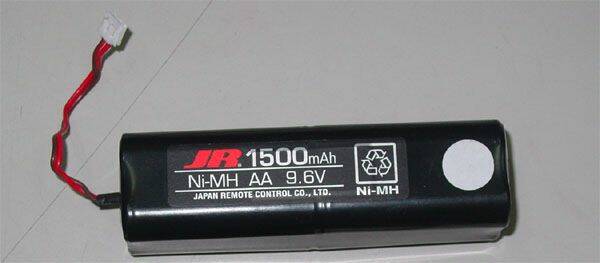 JR 1500mAh
Ni-MH AA 9.6V
JAPAN REMOTE CONTROL CO., LTD.
Ni-MH